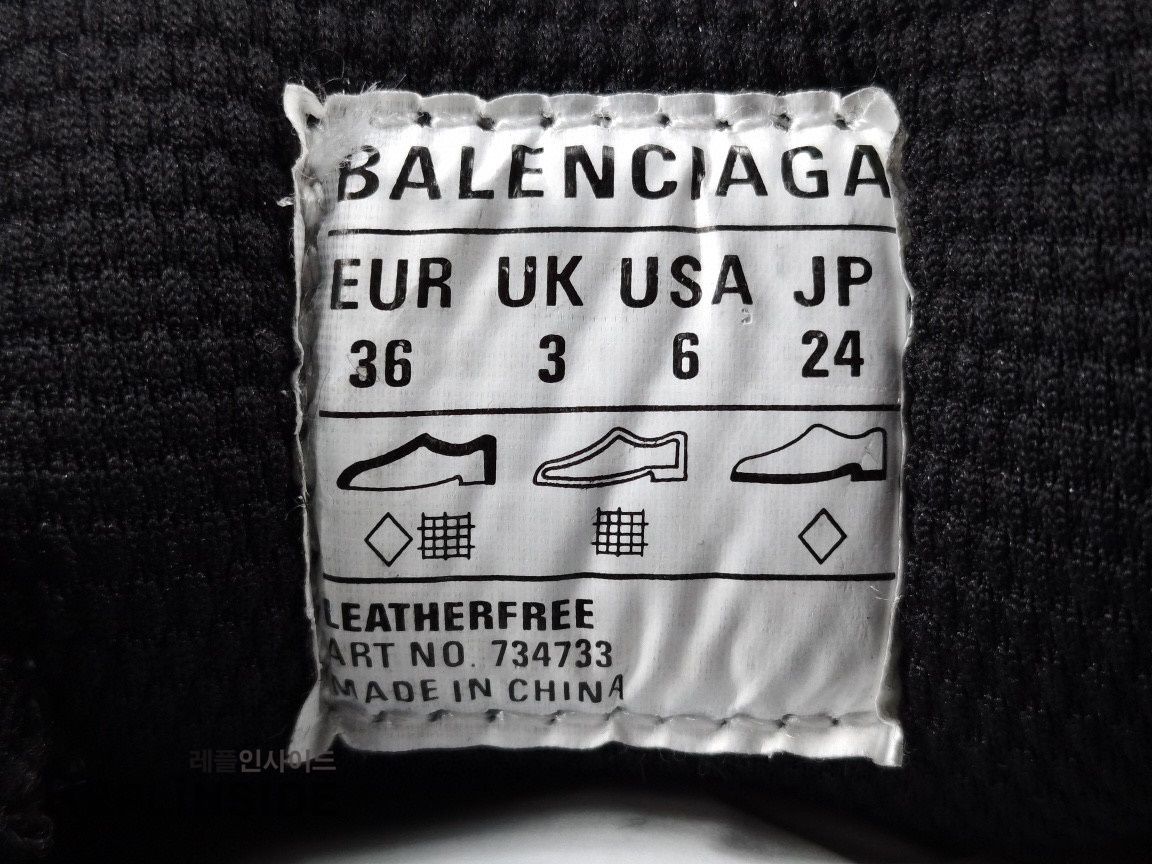 BALENCIAGA
EUR UK USA JP
36 3 6 24
LEATHERFREE
ART NO. 734733
MADE IN CHINA
레플인사이드
INSIDE